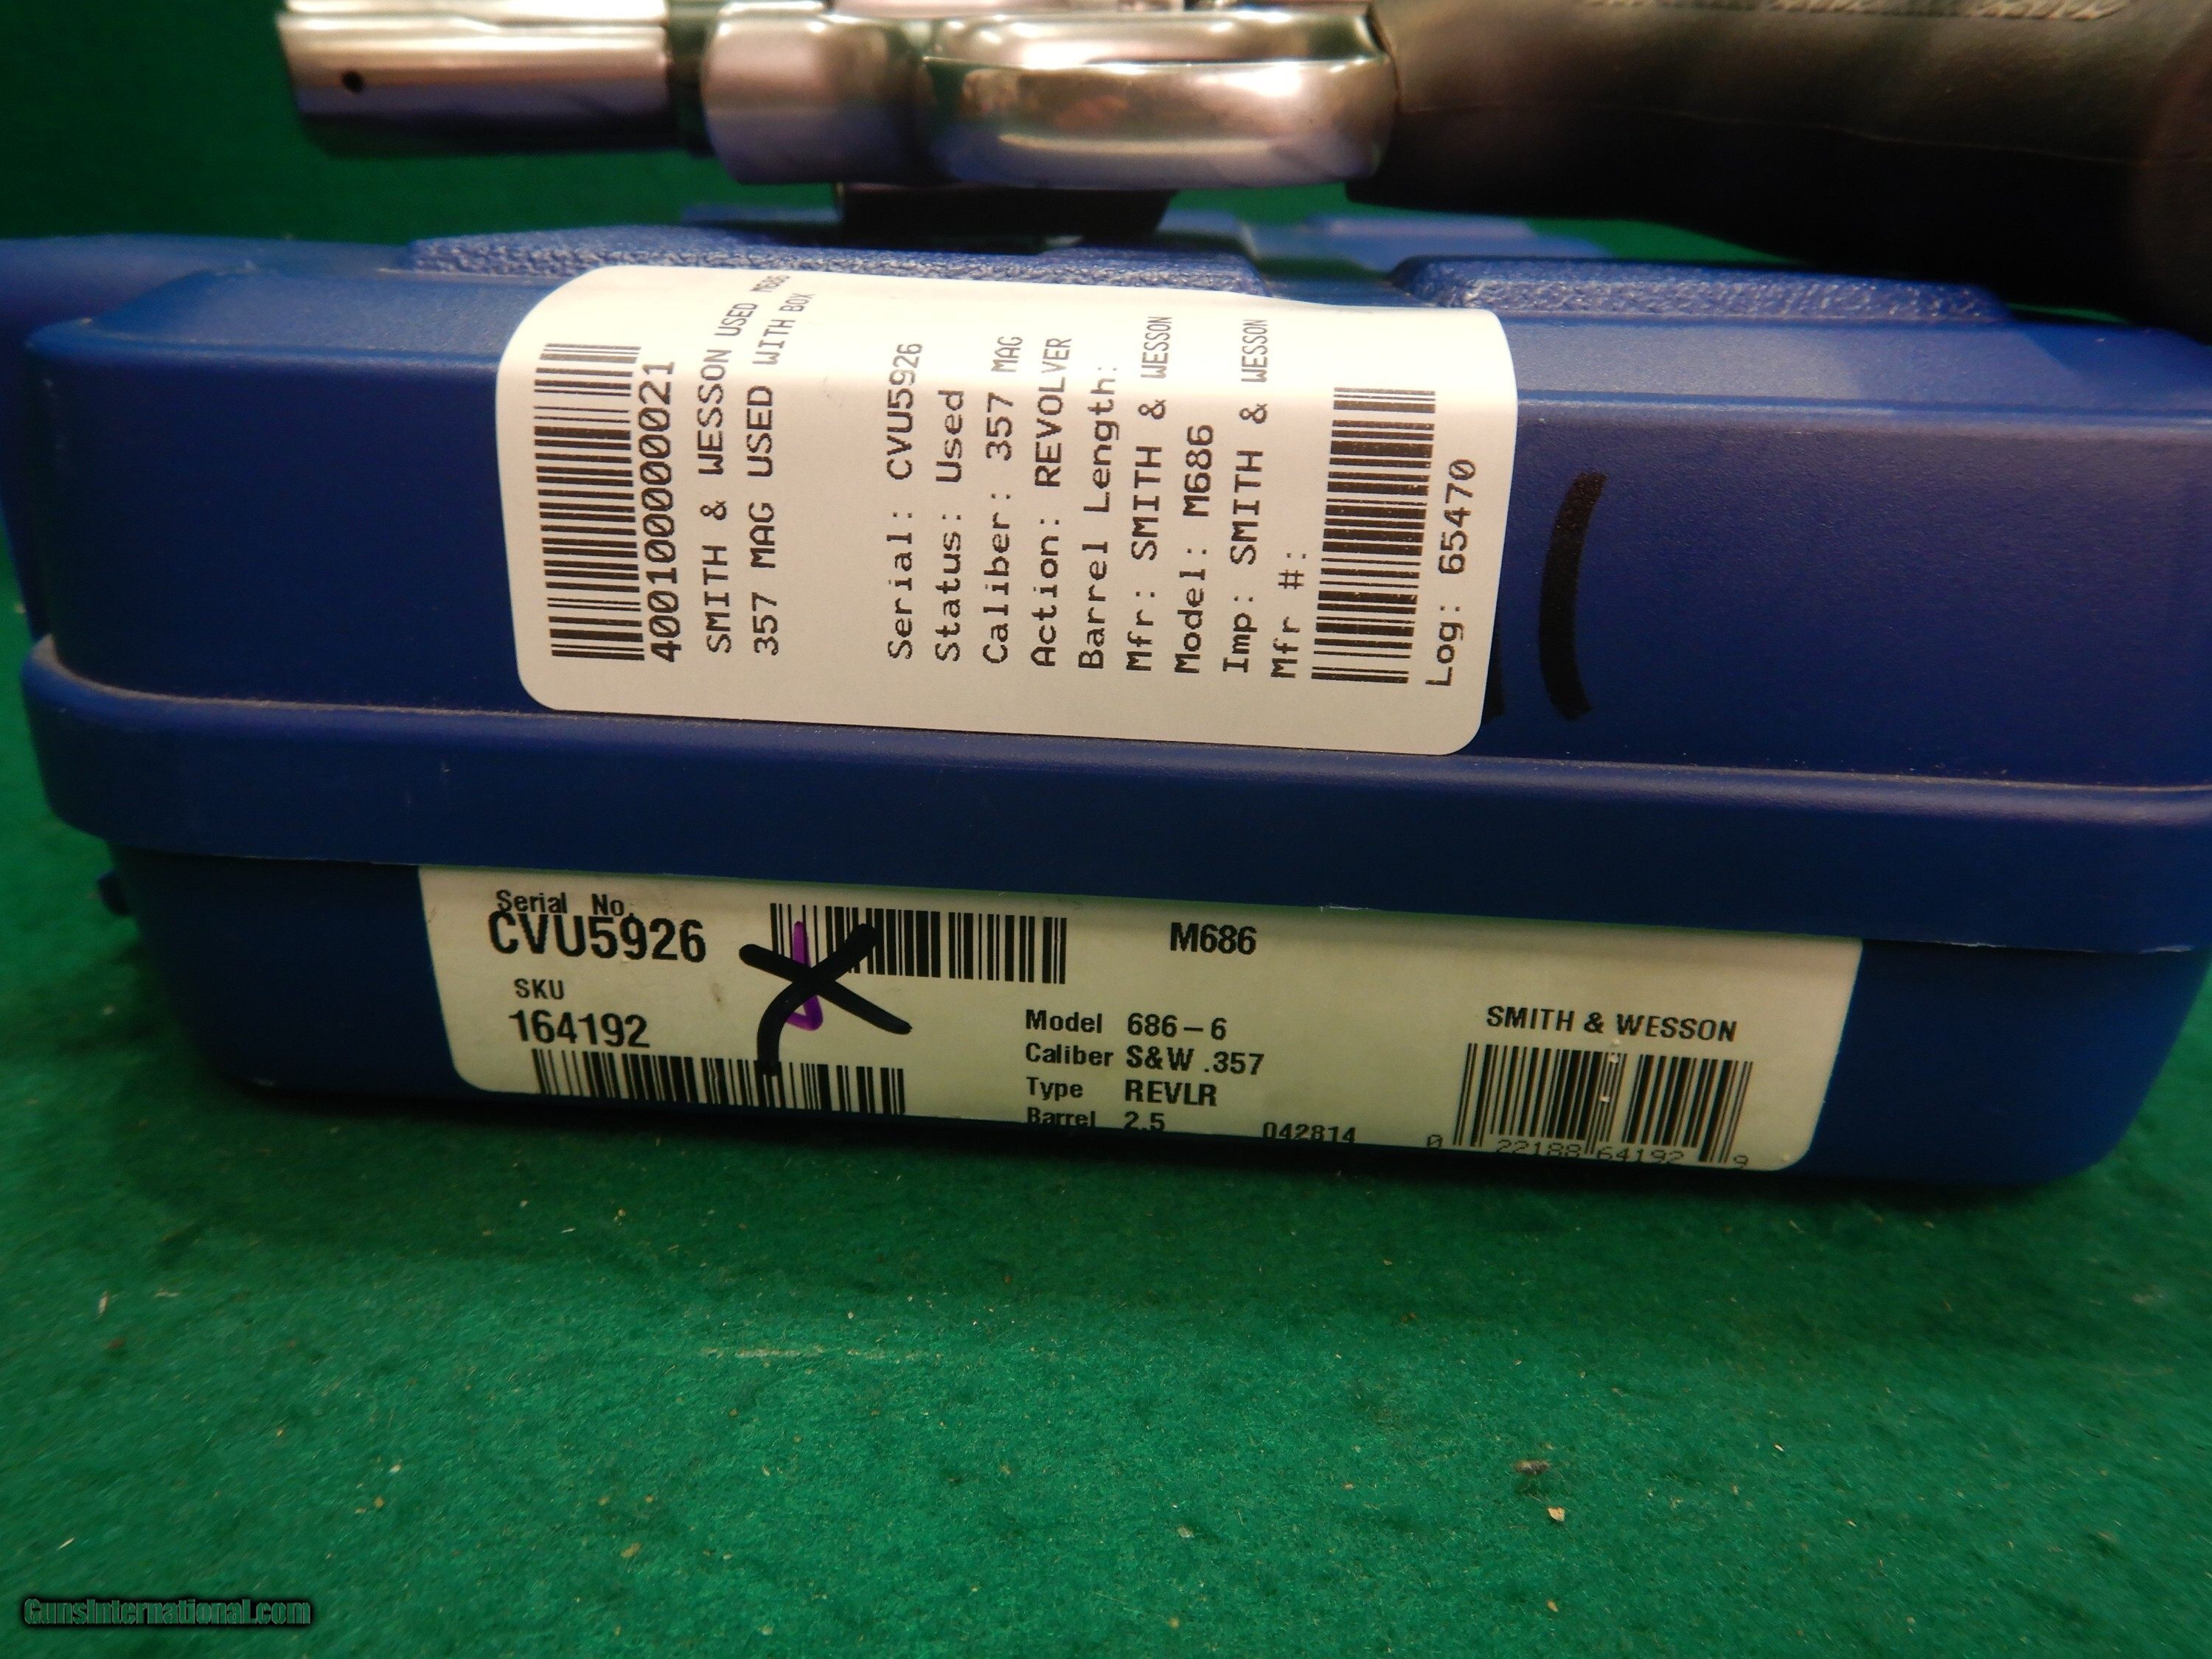 400100000021
SMITH & WESSON USED M686
357 MAG USED WITH BOX
Serial: CVU5926
Status: Used
Caliber: 357 MAG
Action: REVOLVER
Barrel Length:
Mfr: SMITH & WESSON
Model: M686
Imp: SMITH & WESSON
Mfr #:
Log: 65470
Serial No.
CVU5926
M686
SKU
164192
Model 686-6
Caliber S&W .357
Type REVLR
Barrel 2.5
042814
SMITH & WESSON
0 22188 64192 9
GunsInternational.com